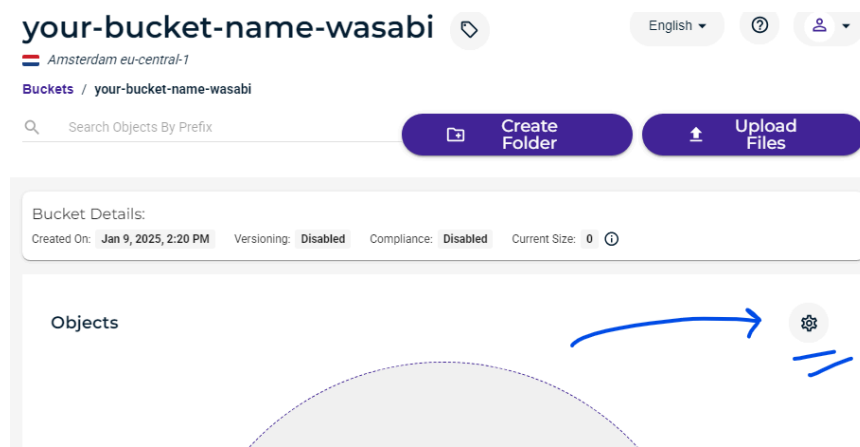 your-bucket-name-wasabi
English
Amsterdam eu-central-1
Buckets / your-bucket-name-wasabi
Search Objects By Prefix
Create
Folder
Upload
Files
Bucket Details:
Created On: Jan 9, 2025, 2:20 PM Versioning: Disabled Compliance: Disabled Current Size: 0
Objects